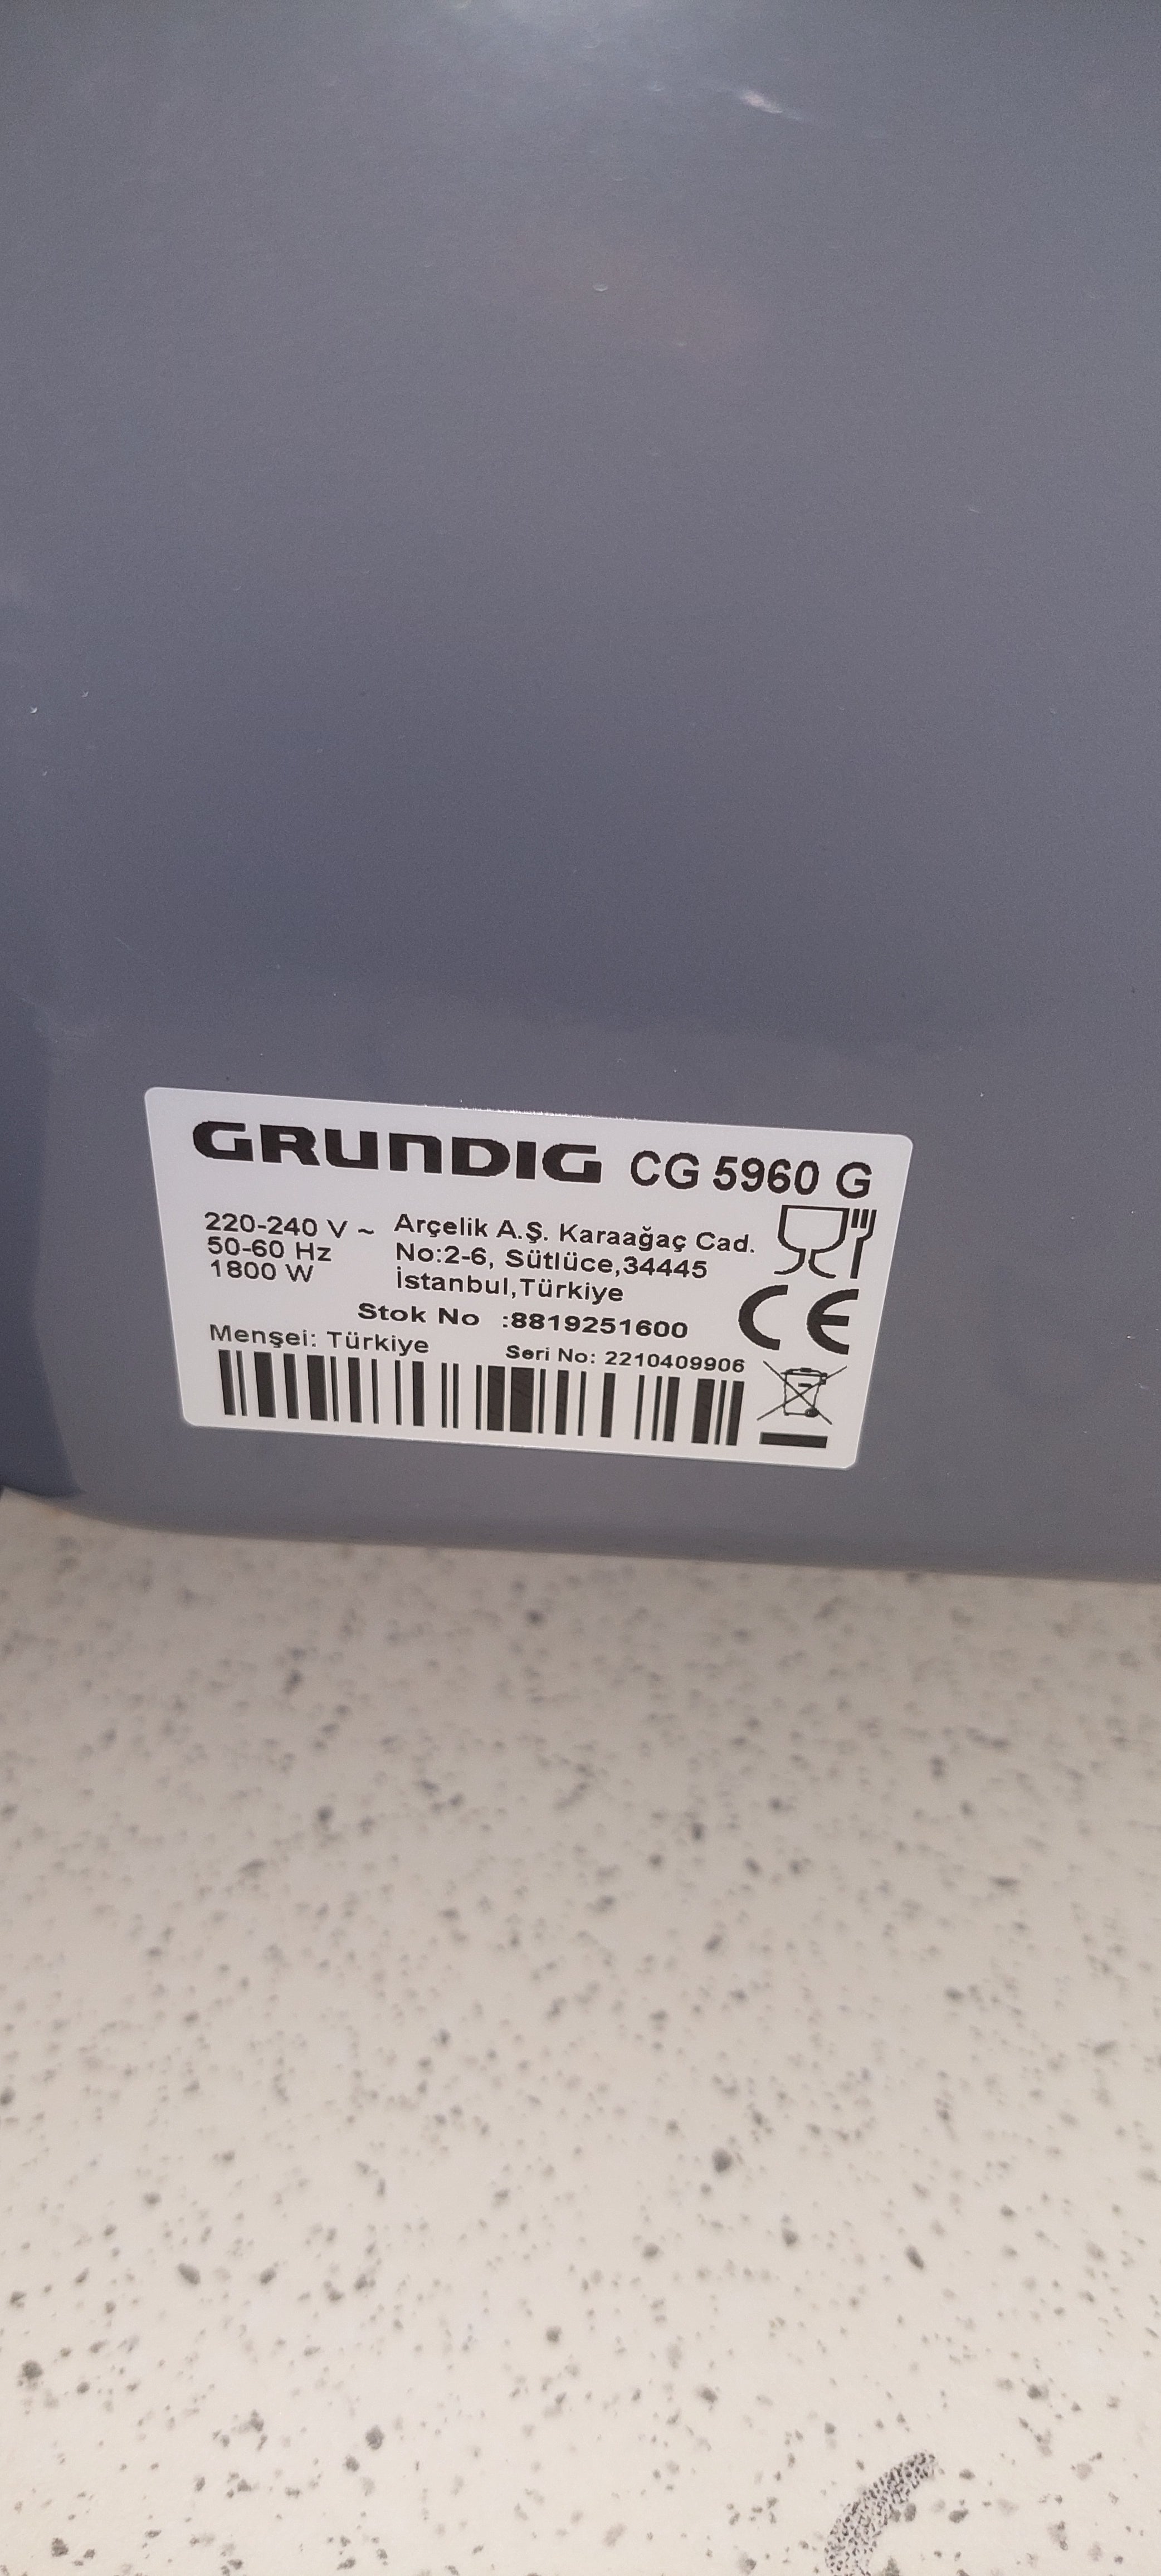 GRUNDIG CG 5960 G
220-240 V ~ Arçelik A.Ş. Karaağaç Cad.
50-60 Hz No:2-6, Sütlüce,34445
1800 W İstanbul,Türkiye
Stok No :8819251600
Menşei: Türkiye Seri No: 2210409906
CE